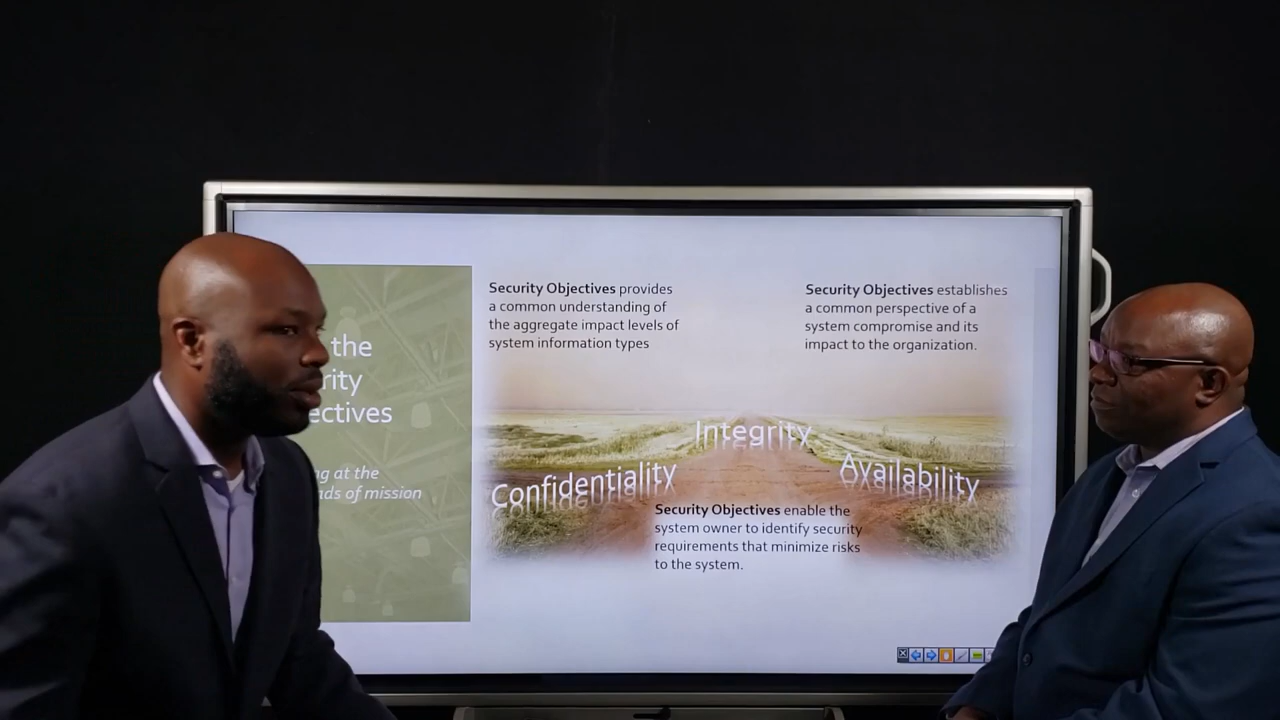 the
rity
ectives
ng at the
ads of mission
Security Objectives provides
a common understanding of
the aggregate impact levels of
system information types
Security Objectives establishes
a common perspective of a
system compromise and its
impact to the organization.
Integrity
Confidentiality
Availability
Security Objectives enable the
system owner to identify security
requirements that minimize risks
to the system.